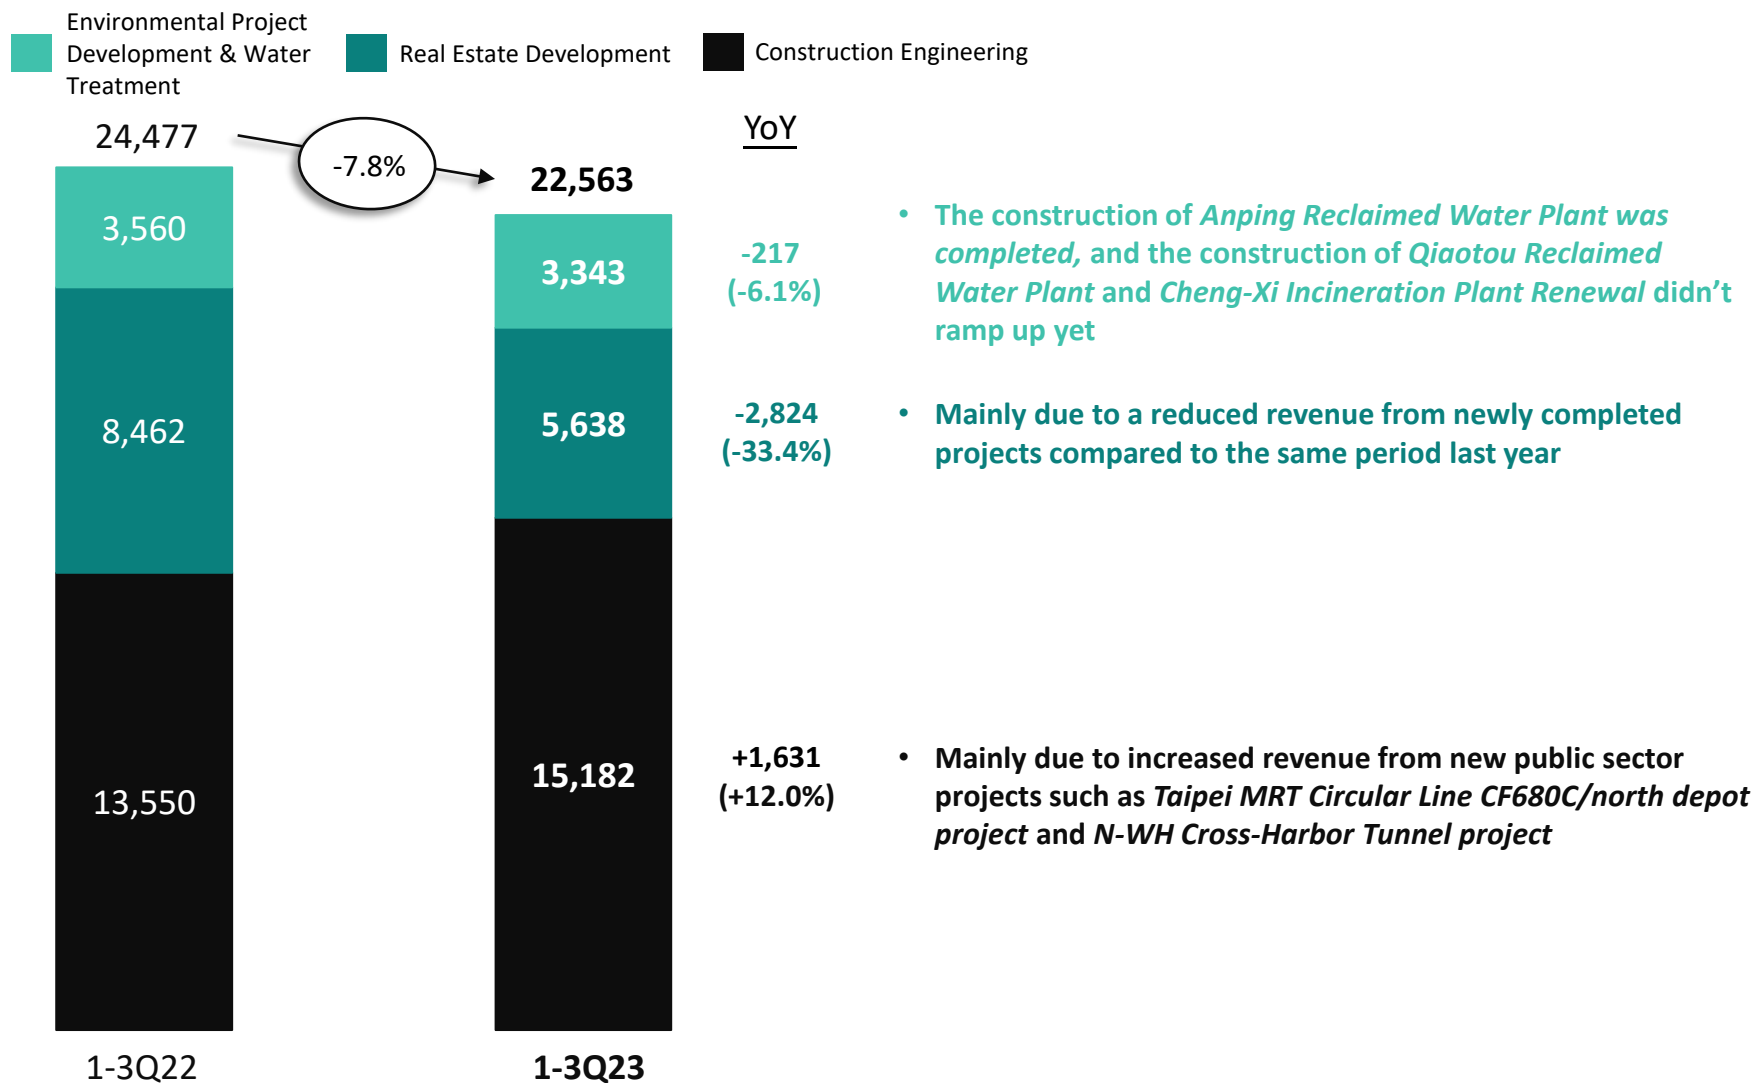 Environmental Project
Development & Water
Treatment
Real Estate Development
Construction Engineering
24,477
-7.8%
22,563
YoY
3,560
3,343
-217
(-6.1%)
• The construction of Anping Reclaimed Water Plant was
completed, and the construction of Qiaotou Reclaimed
Water Plant and Cheng-Xi Incineration Plant Renewal didn’t
ramp up yet
8,462
5,638
-2,824
(-33.4%)
• Mainly due to a reduced revenue from newly completed
projects compared to the same period last year
13,550
15,182
+1,631
(+12.0%)
• Mainly due to increased revenue from new public sector
projects such as Taipei MRT Circular Line CF680C/north depot
project and N-WH Cross-Harbor Tunnel project
1-3Q22
1-3Q23